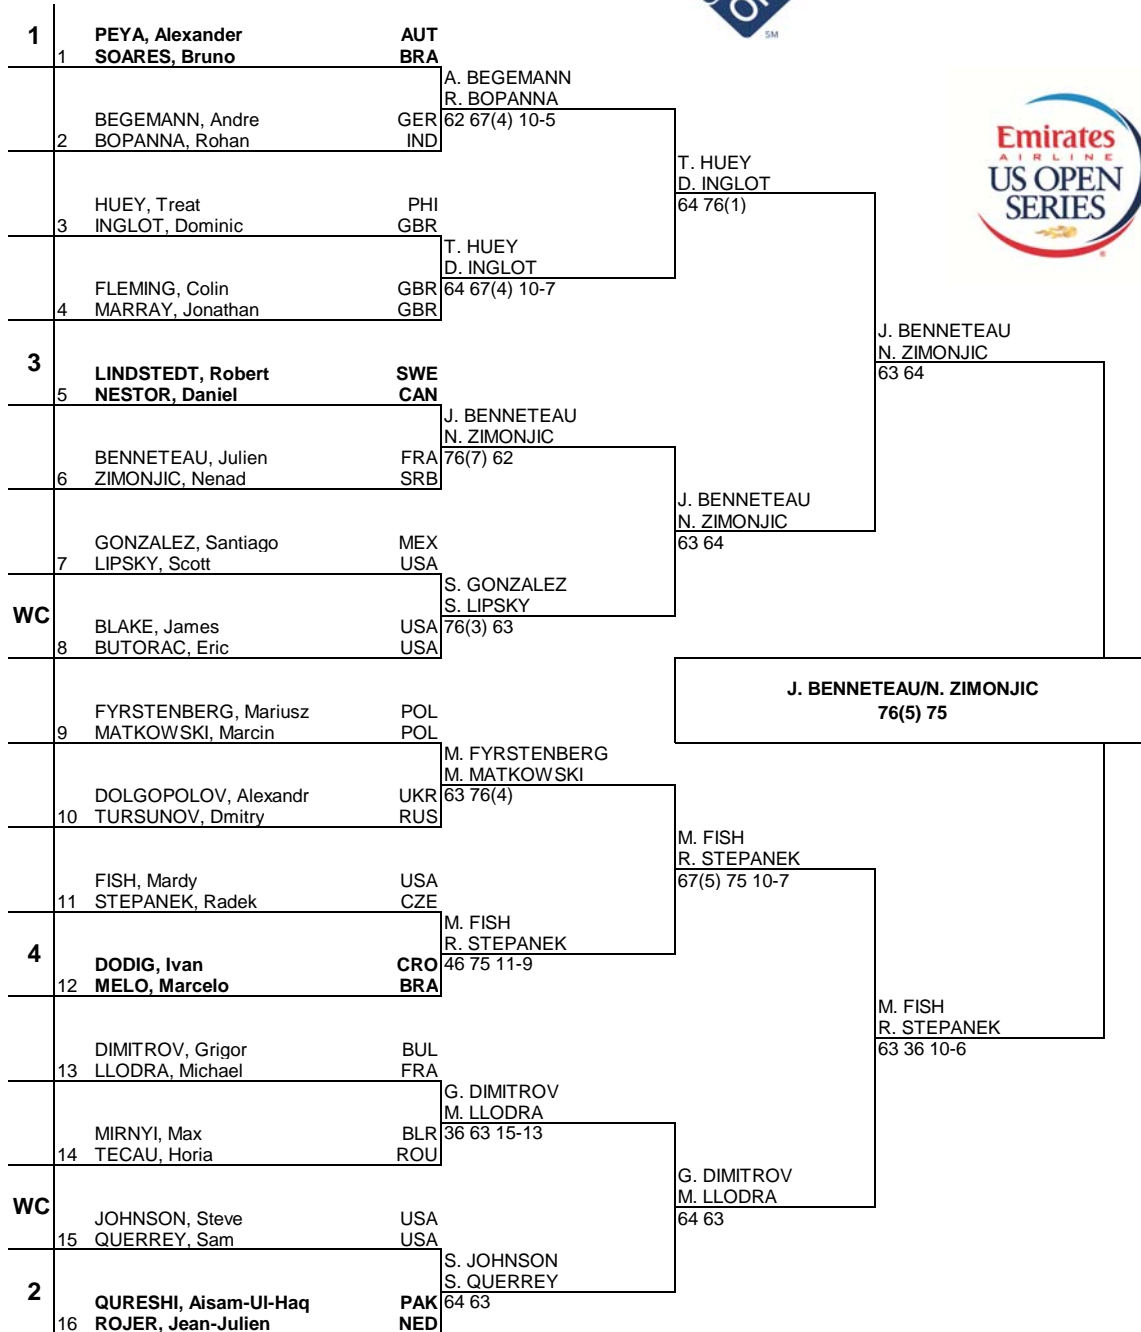 O
SM
1
PEYA, Alexander AUT
1 SOARES, Bruno BRA
A. BEGEMANN
R. BOPANNA
BEGEMANN, Andre GER 62 67(4) 10-5
2 BOPANNA, Rohan IND
Emirates
AIRLINE
US OPEN
SERIES
T. HUEY
D. INGLOT
64 76(1)
HUEY, Treat PHI
3 INGLOT, Dominic GBR
T. HUEY
D. INGLOT
FLEMING, Colin GBR 64 67(4) 10-7
4 MARRAY, Jonathan GBR
J. BENNETEAU
N. ZIMONJIC
63 64
3
LINDSTEDT, Robert SWE
5 NESTOR, Daniel CAN
J. BENNETEAU
N. ZIMONJIC
BENNETEAU, Julien FRA 76(7) 62
6 ZIMONJIC, Nenad SRB
J. BENNETEAU
N. ZIMONJIC
63 64
GONZALEZ, Santiago MEX
7 LIPSKY, Scott USA
S. GONZALEZ
S. LIPSKY
WC
BLAKE, James USA 76(3) 63
8 BUTORAC, Eric USA
J. BENNETEAU/N. ZIMONJIC
76(5) 75
FYRSTENBERG, Mariusz POL
9 MATKOWSKI, Marcin POL
M. FYRSTENBERG
M. MATKOWSKI
DOLGOPOLOV, Alexandr UKR 63 76(4)
10 TURSUNOV, Dmitry RUS
M. FISH
R. STEPANEK
67(5) 75 10-7
FISH, Mardy USA
11 STEPANEK, Radek CZE
M. FISH
R. STEPANEK
4
DODIG, Ivan CRO 46 75 11-9
12 MELO, Marcelo BRA
M. FISH
R. STEPANEK
63 36 10-6
DIMITROV, Grigor BUL
13 LLODRA, Michael FRA
G. DIMITROV
M. LLODRA
MIRNYI, Max BLR 36 63 15-13
14 TECAU, Horia ROU
G. DIMITROV
M. LLODRA
64 63
WC
JOHNSON, Steve USA
15 QUERREY, Sam USA
S. JOHNSON
S. QUERREY
2
QURESHI, Aisam-Ul-Haq PAK 64 63
16 ROJER, Jean-Julien NED